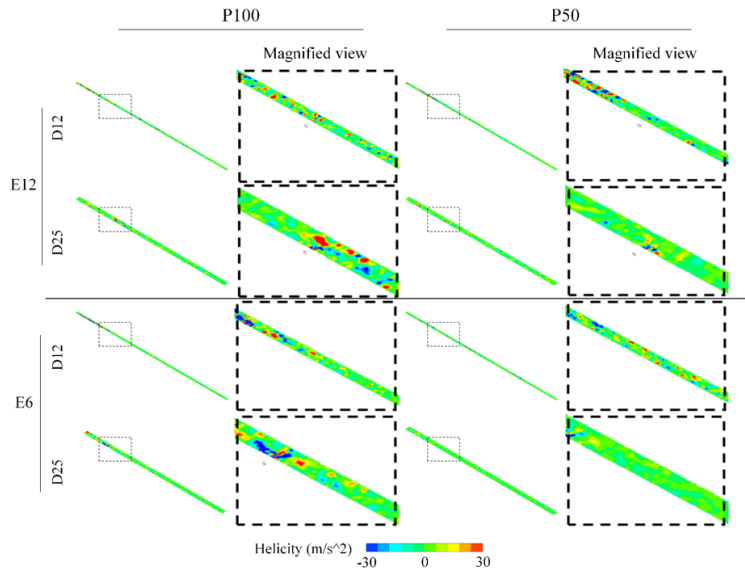 P100 P50
Magnified view Magnified view
E12
D12
D25
E6
D12
D25
Helicity (m/s^2)
-30 0 30